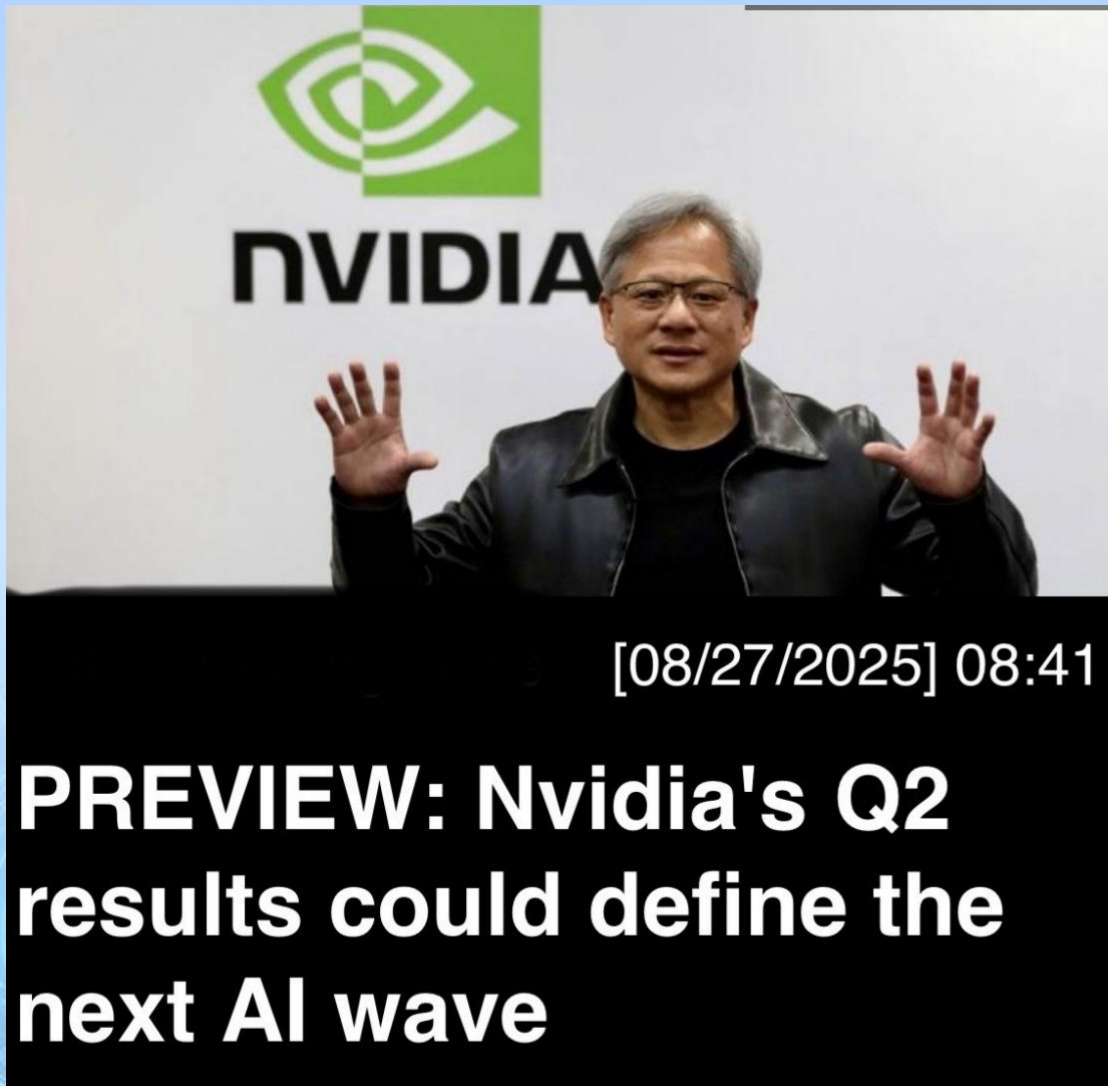 NVIDIA
[08/27/2025] 08:41
PREVIEW: Nvidia's Q2
results could define the
next AI wave